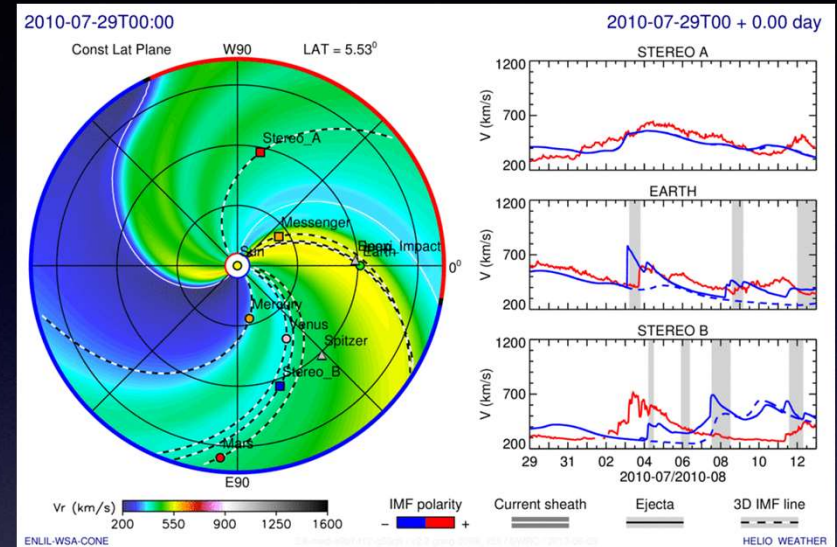 2010-07-29T00:00
2010-07-29T00 + 0.00 day
Const Lat Plane
W90
LAT = 5.53⁰
Stereo_A
Messenger
Sun
Impact
Earth
0⁰
Mercury
Venus
Spitzer
Stereo_B
Mars
E90
STEREO A
1200
700
200
V (km/s)
EARTH
1200
700
200
V (km/s)
STEREO B
1200
700
200
V (km/s)
29 31 02 04 06 08 10 12
2010-07/2010-08
Vr (km/s)
200 550 900 1250 1600
IMF polarity
- +
Current sheath
Ejecta
3D IMF line
ENLIL-WSA-CONE
HELIO WEATHER